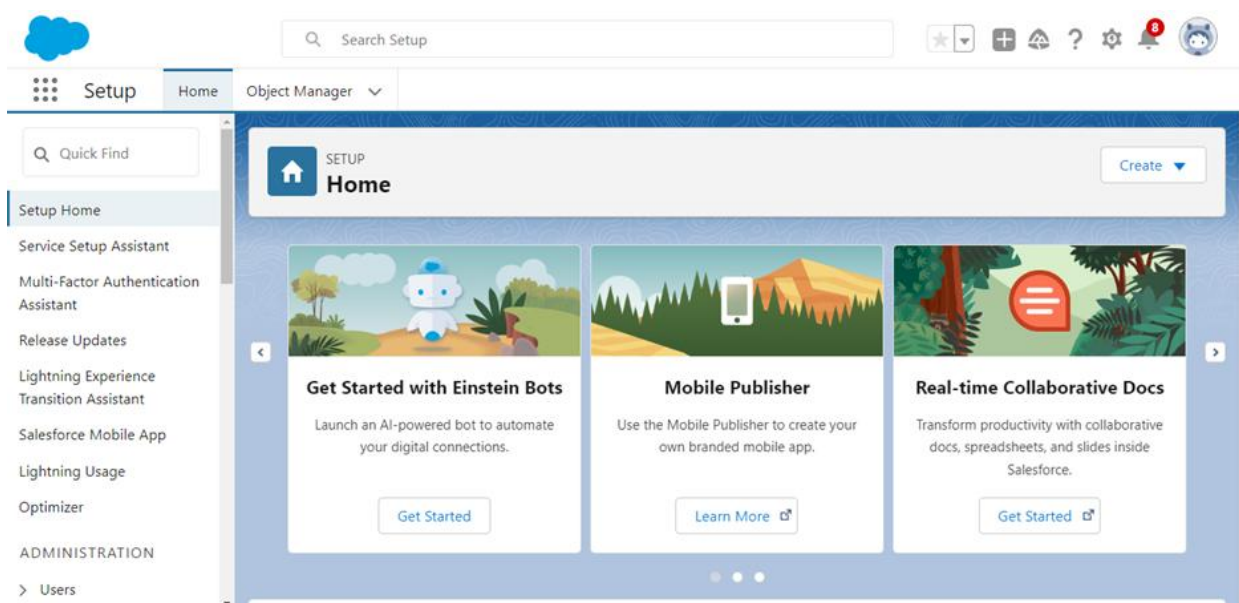 Search Setup
8
Setup
Home
Object Manager
Quick Find
Setup Home
Service Setup Assistant
Multi-Factor Authentication
Assistant
Release Updates
Lightning Experience
Transition Assistant
Salesforce Mobile App
Lightning Usage
Optimizer
ADMINISTRATION
Users
SETUP
Home
Create
Get Started with Einstein Bots
Launch an AI-powered bot to automate
your digital connections.
Get Started
Mobile Publisher
Use the Mobile Publisher to create your
own branded mobile app.
Learn More
Real-time Collaborative Docs
Transform productivity with collaborative
docs, spreadsheets, and slides inside
Salesforce.
Get Started